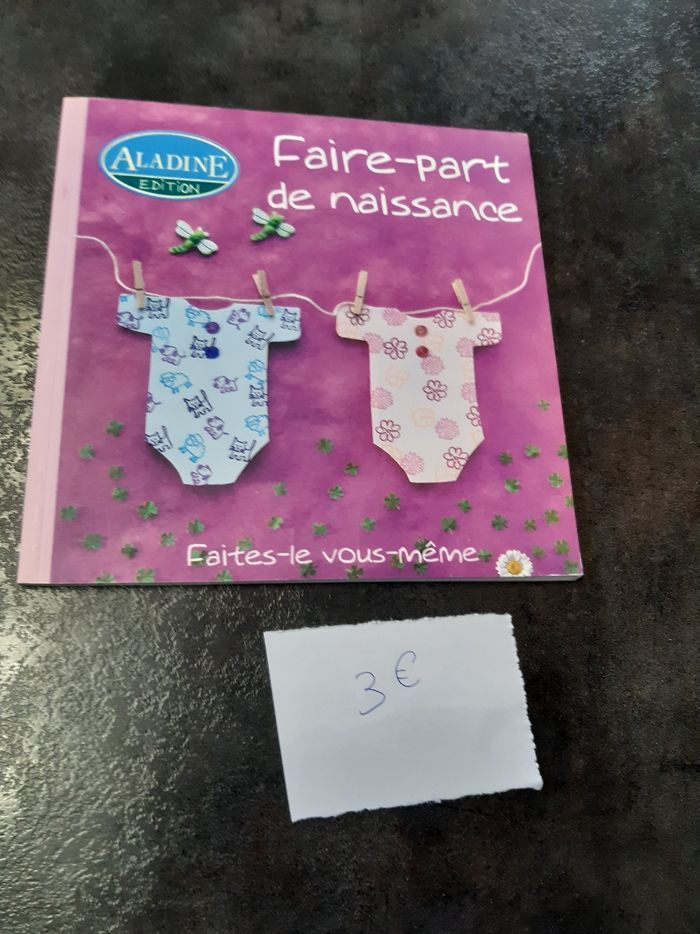 ALADINE
EDITION
Faire-part
de naissance
Faites-le vous-même
3€